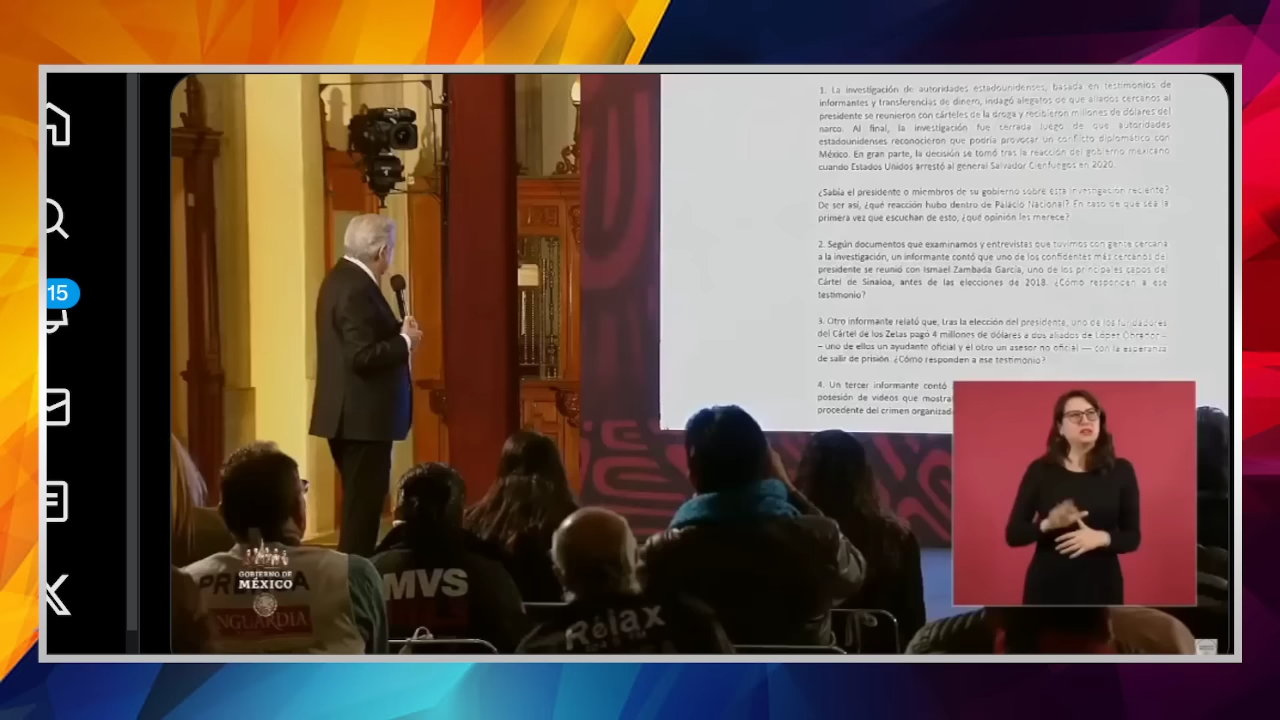 15
1. La investigación de autoridades estadounidenses, basada en testimonios de
informantes y transferencias de dinero, indagó alegatos de que aliados cercanos al
presidente se reunieron con cárteles de la droga y recibieron millones de dólares del
narco. Al final, la investigación fue cerrada luego de que autoridades
estadounidenses reconocieron que podría provocar un conflicto diplomático con
México. En gran parte, la decisión se tomó tras la reacción del gobierno mexicano
cuando Estados Unidos arrestó al general Salvador Cienfuegos en 2020.
¿Sabía el presidente o miembros de su gobierno sobre esta investigación reciente?
De ser así, ¿qué reacción hubo dentro de Palacio Nacional? En caso de que sea la
primera vez que escuchan de esto, ¿qué opinión les merece?
2. Según documentos que examinamos y entrevistas que tuvimos con gente cercana
a la investigación, un informante contó que uno de los confidentes más cercanos del
presidente se reunió con Ismael Zambada García, uno de los principales capos del
Cártel de Sinaloa, antes de las elecciones de 2018. ¿Cómo responden a ese
testimonio?
3. Otro informante relató que, tras la elección del presidente, uno de los fundadores
del Cártel de los Zetas pagó 4 millones de dólares a dos aliados de López Obrador –
– uno de ellos un ayudante oficial y él otro un asesor no oficial — con la esperanza
de salir de prisión. ¿Cómo responden a ese testimonio?
4. Un tercer informante contó
posesión de videos que mostra
procedente del crimen organizad
GOBIERNO DE
MÉXICO
PRENSA
NGUARDIA
MVS
Relax